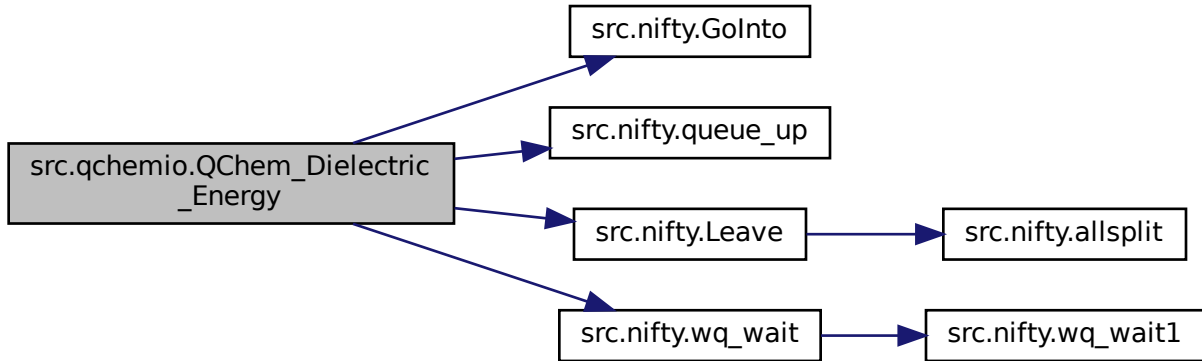 src.nifty.GoInto
src.nifty.queue_up
src.qchemio.QChem_Dielectric
_Energy
src.nifty.Leave
src.nifty.allsplit
src.nifty.wq_wait
src.nifty.wq_wait1